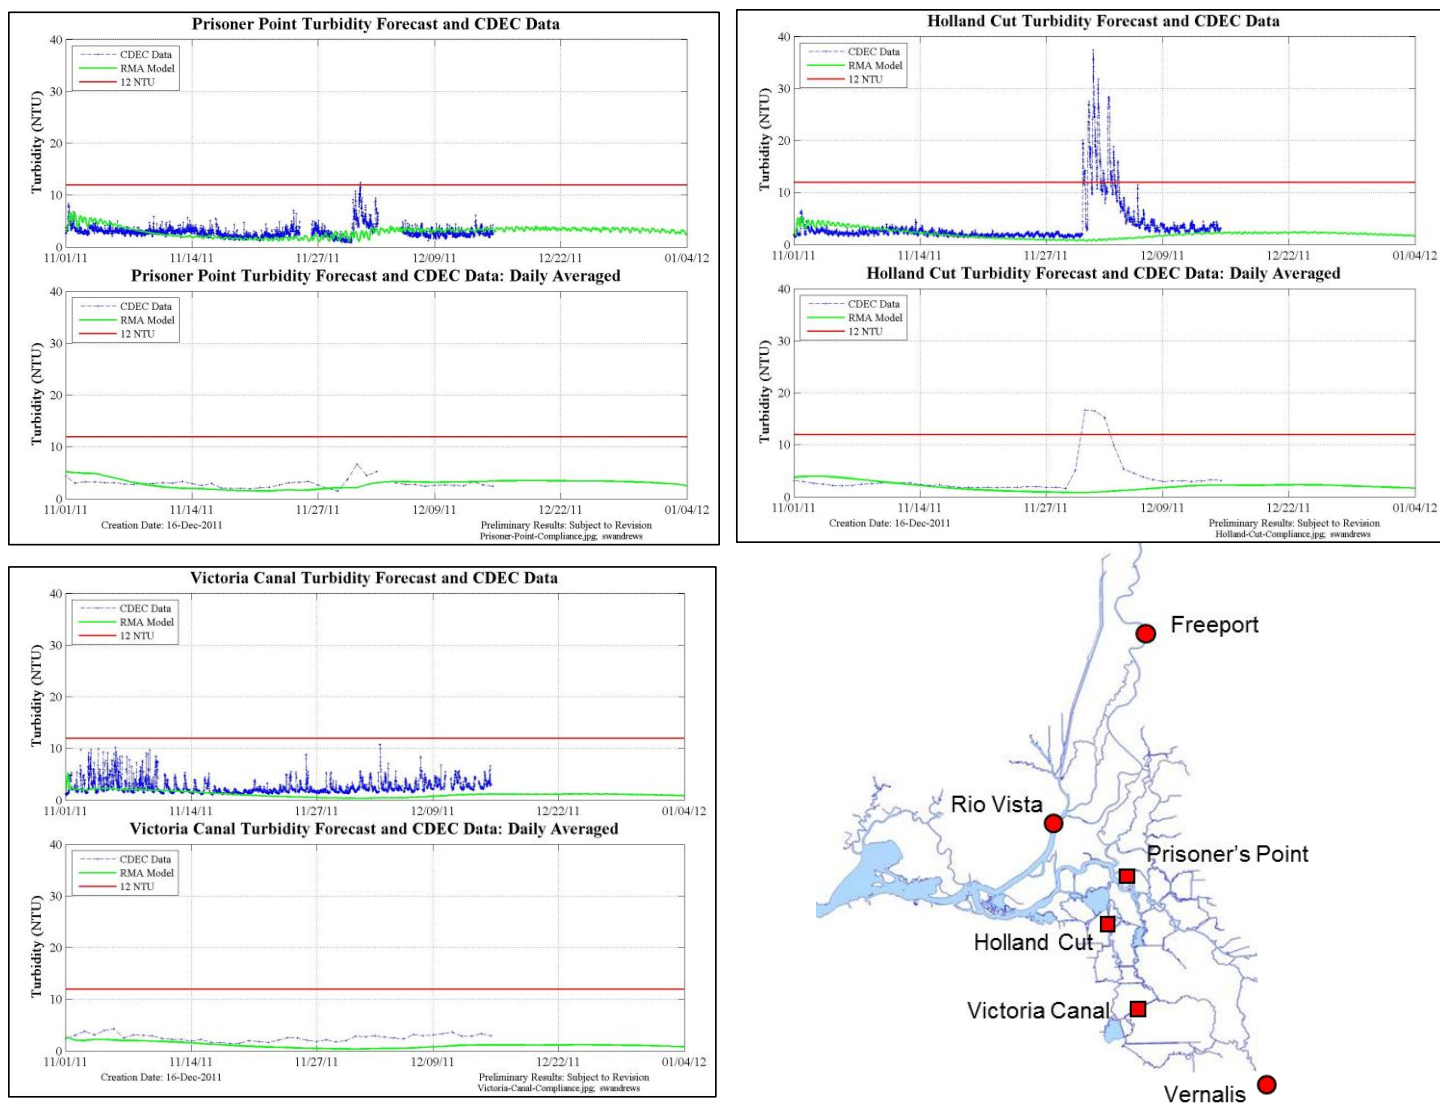 Prisoner Point Turbidity Forecast and CDEC Data
40
30
20
10
0
Turbidity (NTU)
CDEC Data
RMA Model
12 NTU
11/01/11 11/14/11 11/27/11 12/09/11 12/22/11 01/04/12
Prisoner Point Turbidity Forecast and CDEC Data: Daily Averaged
40
30
20
10
0
Turbidity (NTU)
CDEC Data
RMA Model
12 NTU
11/01/11 11/14/11 11/27/11 12/09/11 12/22/11 01/04/12
Creation Date: 16-Dec-2011 Preliminary Results: Subject to Revision
Prisoner-Point-Compliance.jpg; swandrews
Holland Cut Turbidity Forecast and CDEC Data
40
30
20
10
0
Turbidity (NTU)
CDEC Data
RMA Model
12 NTU
11/01/11 11/14/11 11/27/11 12/09/11 12/22/11 01/04/12
Holland Cut Turbidity Forecast and CDEC Data: Daily Averaged
40
30
20
10
0
Turbidity (NTU)
CDEC Data
RMA Model
12 NTU
11/01/11 11/14/11 11/27/11 12/09/11 12/22/11 01/04/12
Creation Date: 16-Dec-2011 Preliminary Results: Subject to Revision
Holland-Cut-Compliance.jpg; swandrews
Victoria Canal Turbidity Forecast and CDEC Data
40
30
20
10
0
Turbidity (NTU)
CDEC Data
RMA Model
12 NTU
11/01/11 11/14/11 11/27/11 12/09/11 12/22/11 01/04/12
Victoria Canal Turbidity Forecast and CDEC Data: Daily Averaged
40
30
20
10
0
Turbidity (NTU)
CDEC Data
RMA Model
12 NTU
11/01/11 11/14/11 11/27/11 12/09/11 12/22/11 01/04/12
Creation Date: 16-Dec-2011 Preliminary Results: Subject to Revision
Victoria-Canal-Compliance.jpg; swandrews
Freeport
Rio Vista
Prisoner's Point
Holland Cut
Victoria Canal
Vernalis